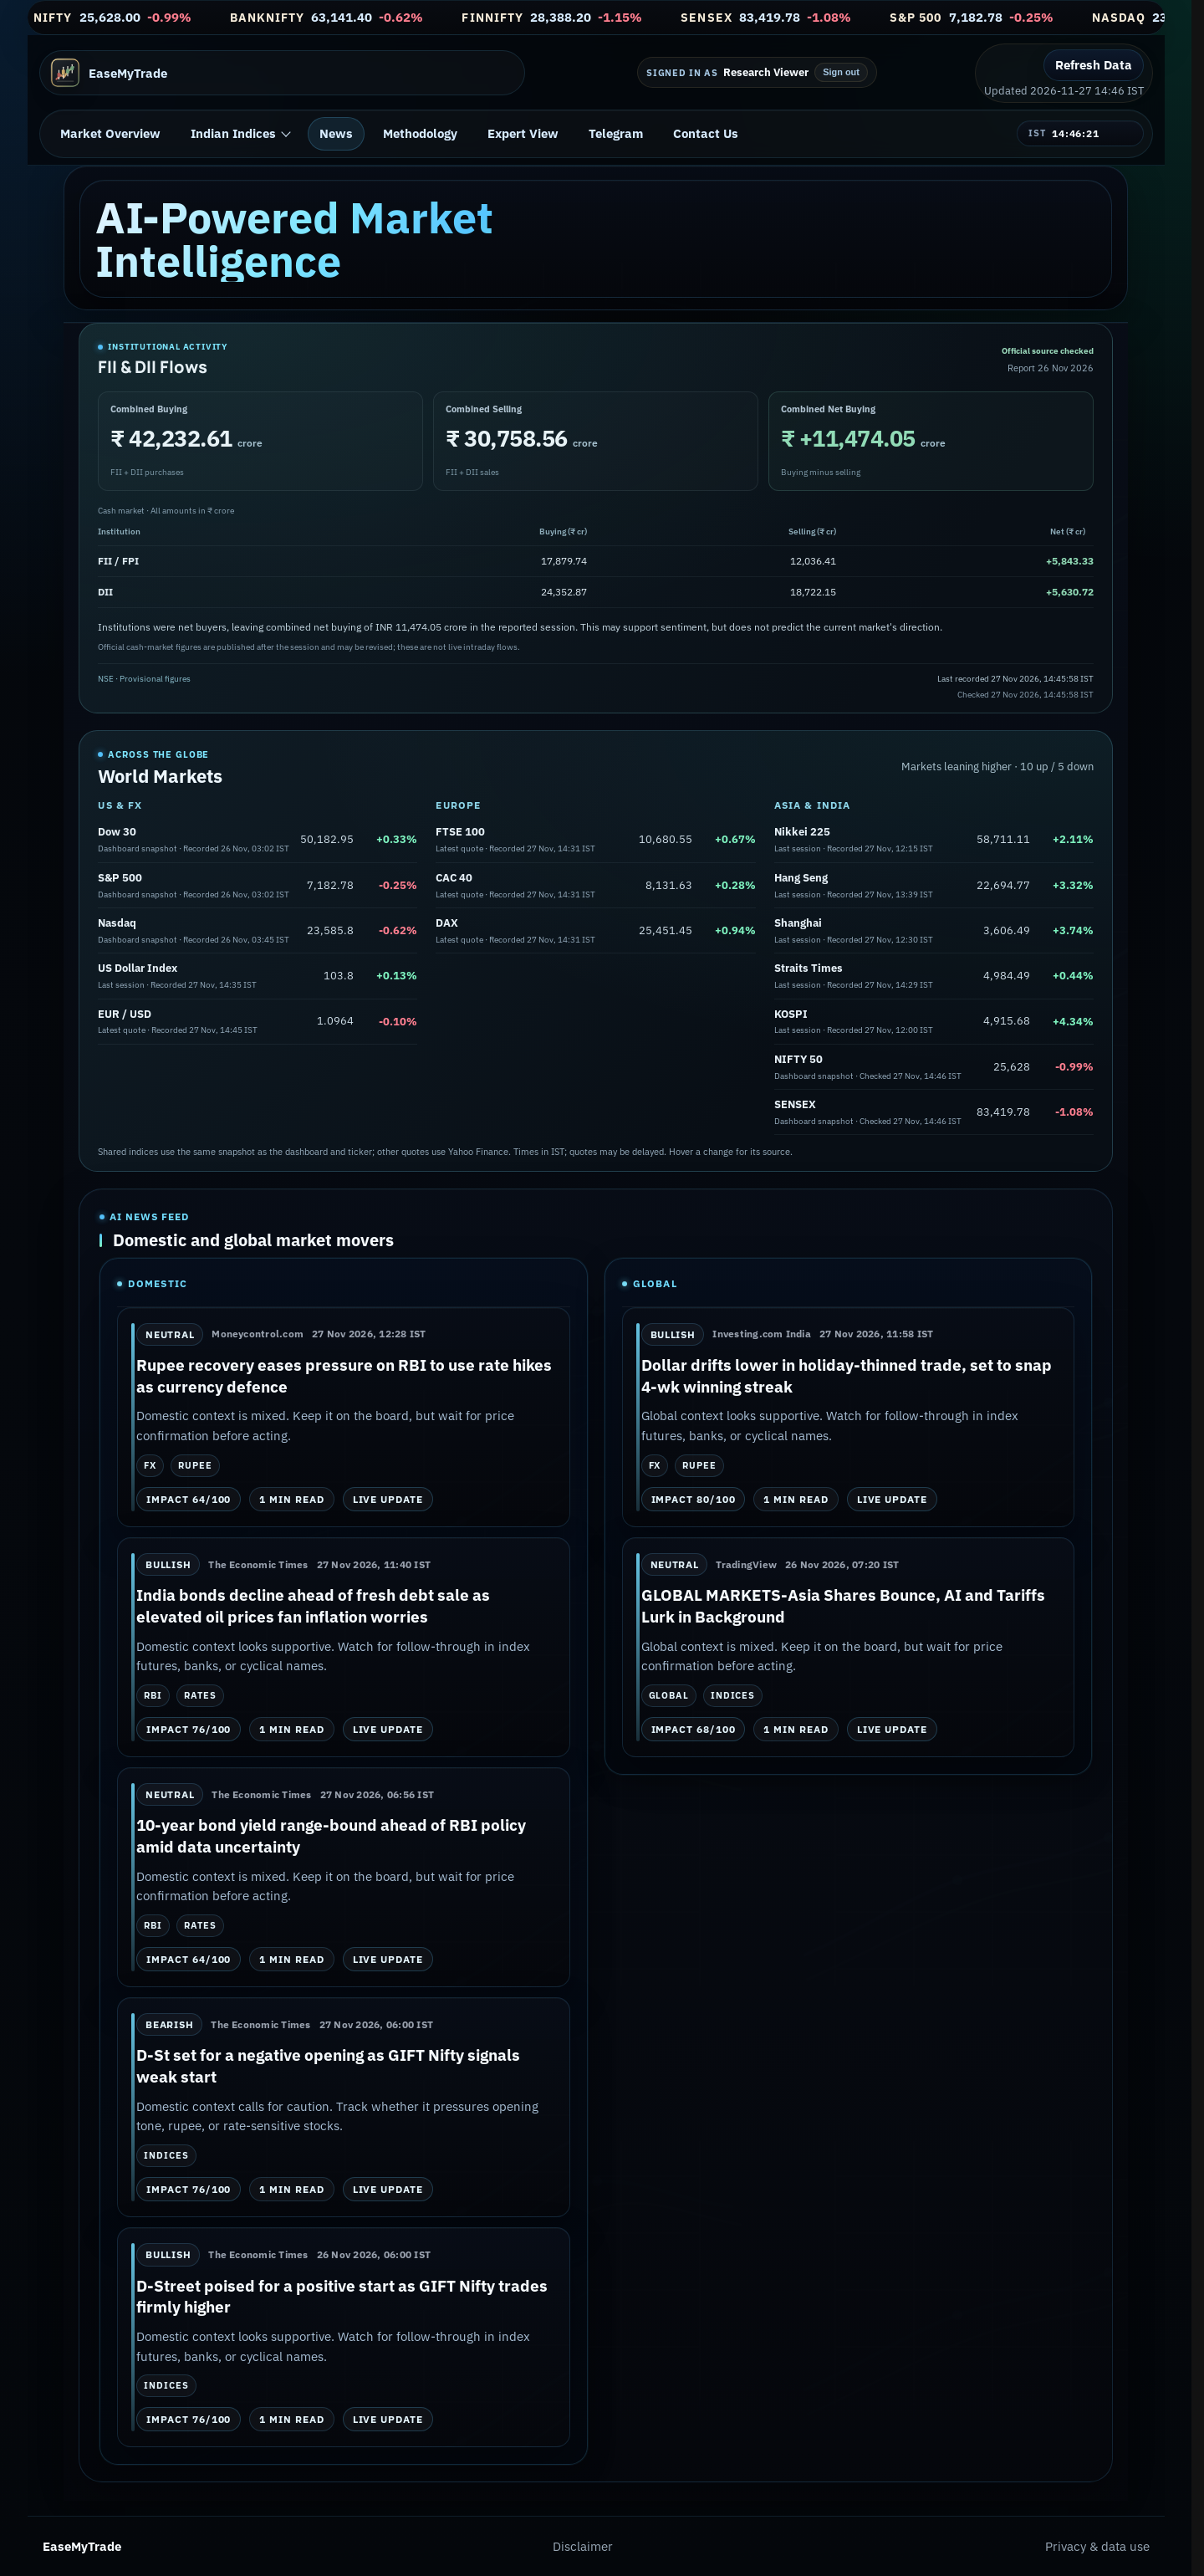 NIFTY 25,628.00 -0.99% BANKNIFTY 63,141.40 -0.62% FINNIFTY 28,388.20 -1.15% SENSEX 83,419.78 -1.08% S&P 500 7,182.78 -0.25% NASDAQ 23
EaseMyTrade
SIGNED IN AS Research Viewer Sign out
Refresh Data
Updated 2026-11-27 14:46 IST
Market Overview Indian Indices News Methodology Expert View Telegram Contact Us IST 14:46:21
AI-Powered Market
Intelligence
INSTITUTIONAL ACTIVITY
FII & DII Flows
Official source checked
Report 26 Nov 2026
Combined Buying
₹ 42,232.61 crore
FII + DII purchases
Combined Selling
₹ 30,758.56 crore
FII + DII sales
Combined Net Buying
₹ +11,474.05 crore
Buying minus selling
Cash market · All amounts in ₹ crore
Institution Buying (₹ cr) Selling (₹ cr) Net (₹ cr)
FII / FPI 17,879.74 12,036.41 +5,843.33
DII 24,352.87 18,722.15 +5,630.72
Institutions were net buyers, leaving combined net buying of INR 11,474.05 crore in the reported session. This may support sentiment, but does not predict the current market's direction.
Official cash-market figures are published after the session and may be revised; these are not live intraday flows.
NSE · Provisional figures
Last recorded 27 Nov 2026, 14:45:58 IST
Checked 27 Nov 2026, 14:45:58 IST
ACROSS THE GLOBE
World Markets
Markets leaning higher · 10 up / 5 down
US & FX
Dow 30 50,182.95 +0.33%
Dashboard snapshot · Recorded 26 Nov, 03:02 IST
S&P 500 7,182.78 -0.25%
Dashboard snapshot · Recorded 26 Nov, 03:02 IST
Nasdaq 23,585.8 -0.62%
Dashboard snapshot · Recorded 26 Nov, 03:45 IST
US Dollar Index 103.8 +0.13%
Last session · Recorded 27 Nov, 14:35 IST
EUR / USD 1.0964 -0.10%
Latest quote · Recorded 27 Nov, 14:45 IST
EUROPE
FTSE 100 10,680.55 +0.67%
Latest quote · Recorded 27 Nov, 14:31 IST
CAC 40 8,131.63 +0.28%
Latest quote · Recorded 27 Nov, 14:31 IST
DAX 25,451.45 +0.94%
Latest quote · Recorded 27 Nov, 14:31 IST
ASIA & INDIA
Nikkei 225 58,711.11 +2.11%
Last session · Recorded 27 Nov, 12:15 IST
Hang Seng 22,694.77 +3.32%
Last session · Recorded 27 Nov, 13:39 IST
Shanghai 3,606.49 +3.74%
Last session · Recorded 27 Nov, 12:30 IST
Straits Times 4,984.49 +0.44%
Last session · Recorded 27 Nov, 14:29 IST
KOSPI 4,915.68 +4.34%
Last session · Recorded 27 Nov, 12:00 IST
NIFTY 50 25,628 -0.99%
Dashboard snapshot · Checked 27 Nov, 14:46 IST
SENSEX 83,419.78 -1.08%
Dashboard snapshot · Checked 27 Nov, 14:46 IST
Shared indices use the same snapshot as the dashboard and ticker; other quotes use Yahoo Finance. Times in IST; quotes may be delayed. Hover a change for its source.
AI NEWS FEED
Domestic and global market movers
DOMESTIC
NEUTRAL Moneycontrol.com 27 Nov 2026, 12:28 IST
Rupee recovery eases pressure on RBI to use rate hikes
as currency defence
Domestic context is mixed. Keep it on the board, but wait for price
confirmation before acting.
FX RUPEE
IMPACT 64/100 1 MIN READ LIVE UPDATE
BULLISH The Economic Times 27 Nov 2026, 11:40 IST
India bonds decline ahead of fresh debt sale as
elevated oil prices fan inflation worries
Domestic context looks supportive. Watch for follow-through in index
futures, banks, or cyclical names.
RBI RATES
IMPACT 76/100 1 MIN READ LIVE UPDATE
NEUTRAL The Economic Times 27 Nov 2026, 06:56 IST
10-year bond yield range-bound ahead of RBI policy
amid data uncertainty
Domestic context is mixed. Keep it on the board, but wait for price
confirmation before acting.
RBI RATES
IMPACT 64/100 1 MIN READ LIVE UPDATE
BEARISH The Economic Times 27 Nov 2026, 06:00 IST
D-St set for a negative opening as GIFT Nifty signals
weak start
Domestic context calls for caution. Track whether it pressures opening
tone, rupee, or rate-sensitive stocks.
INDICES
IMPACT 76/100 1 MIN READ LIVE UPDATE
BULLISH The Economic Times 26 Nov 2026, 06:00 IST
D-Street poised for a positive start as GIFT Nifty trades
firmly higher
Domestic context looks supportive. Watch for follow-through in index
futures, banks, or cyclical names.
INDICES
IMPACT 76/100 1 MIN READ LIVE UPDATE
GLOBAL
BULLISH Investing.com India 27 Nov 2026, 11:58 IST
Dollar drifts lower in holiday-thinned trade, set to snap
4-wk winning streak
Global context looks supportive. Watch for follow-through in index
futures, banks, or cyclical names.
FX RUPEE
IMPACT 80/100 1 MIN READ LIVE UPDATE
NEUTRAL TradingView 26 Nov 2026, 07:20 IST
GLOBAL MARKETS-Asia Shares Bounce, AI and Tariffs
Lurk in Background
Global context is mixed. Keep it on the board, but wait for price
confirmation before acting.
GLOBAL INDICES
IMPACT 68/100 1 MIN READ LIVE UPDATE
EaseMyTrade Disclaimer Privacy & data use